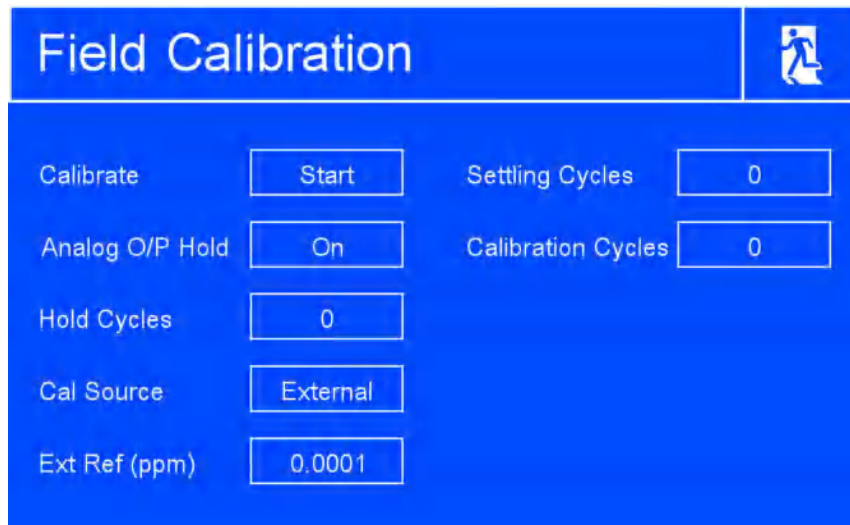 Field Calibration
Calibrate Start Settling Cycles 0
Analog O/P Hold On Calibration Cycles 0
Hold Cycles 0
Cal Source External
Ext Ref (ppm) 0.0001